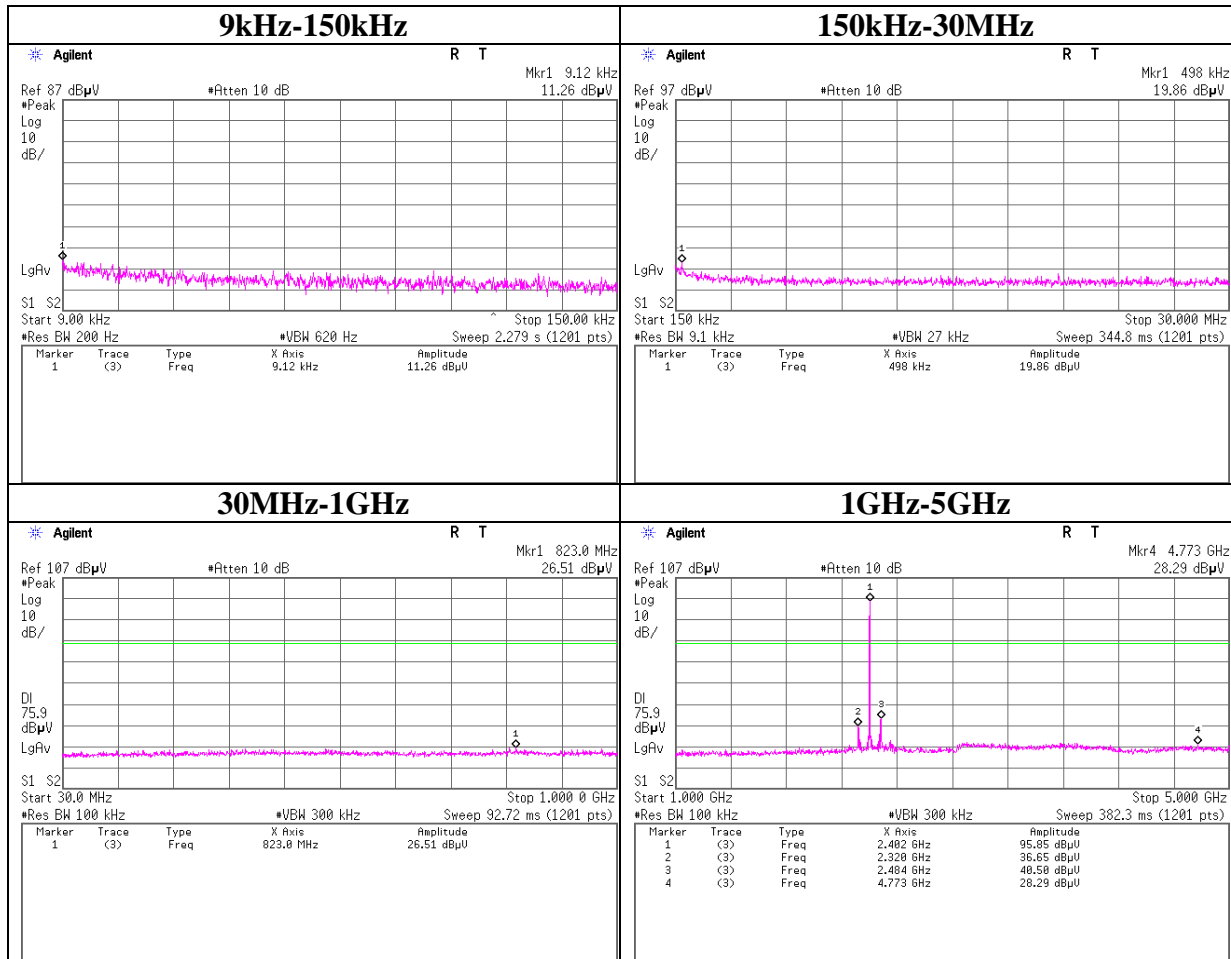 9kHz-150kHz
Agilent R T
Mkr1 9.12 kHz
Ref 87 dBµV #Atten 10 dB 11.26 dBµV
#Peak
Log
10
dB/
1
LgAv
S1 S2
Start 9.00 kHz ^ Stop 150.00 kHz
#Res BW 200 Hz #VBW 620 Hz Sweep 2.279 s (1201 pts)
Marker Trace Type X Axis Amplitude
1 (3) Freq 9.12 kHz 11.26 dBµV
150kHz-30MHz
Agilent R T
Mkr1 498 kHz
Ref 97 dBµV #Atten 10 dB 19.86 dBµV
#Peak
Log
10
dB/
1
LgAv
S1 S2
Start 150 kHz Stop 30.000 MHz
#Res BW 9.1 kHz #VBW 27 kHz Sweep 344.8 ms (1201 pts)
Marker Trace Type X Axis Amplitude
1 (3) Freq 498 kHz 19.86 dBµV
30MHz-1GHz
Agilent R T
Mkr1 823.0 MHz
Ref 107 dBµV #Atten 10 dB 26.51 dBµV
#Peak
Log
10
dB/
DI
75.9
dBµV
1
LgAv
S1 S2
Start 30.0 MHz Stop 1.000 0 GHz
#Res BW 100 kHz #VBW 300 kHz Sweep 92.72 ms (1201 pts)
Marker Trace Type X Axis Amplitude
1 (3) Freq 823.0 MHz 26.51 dBµV
1GHz-5GHz
Agilent R T
Mkr4 4.773 GHz
Ref 107 dBµV #Atten 10 dB 28.29 dBµV
#Peak
1
Log
10
dB/
DI
75.9
2 3
dBµV
4
LgAv
S1 S2
Start 1.000 GHz Stop 5.000 GHz
#Res BW 100 kHz #VBW 300 kHz Sweep 382.3 ms (1201 pts)
Marker Trace Type X Axis Amplitude
1 (3) Freq 2.402 GHz 95.85 dBµV
2 (3) Freq 2.320 GHz 36.65 dBµV
3 (3) Freq 2.484 GHz 40.50 dBµV
4 (3) Freq 4.773 GHz 28.29 dBµV